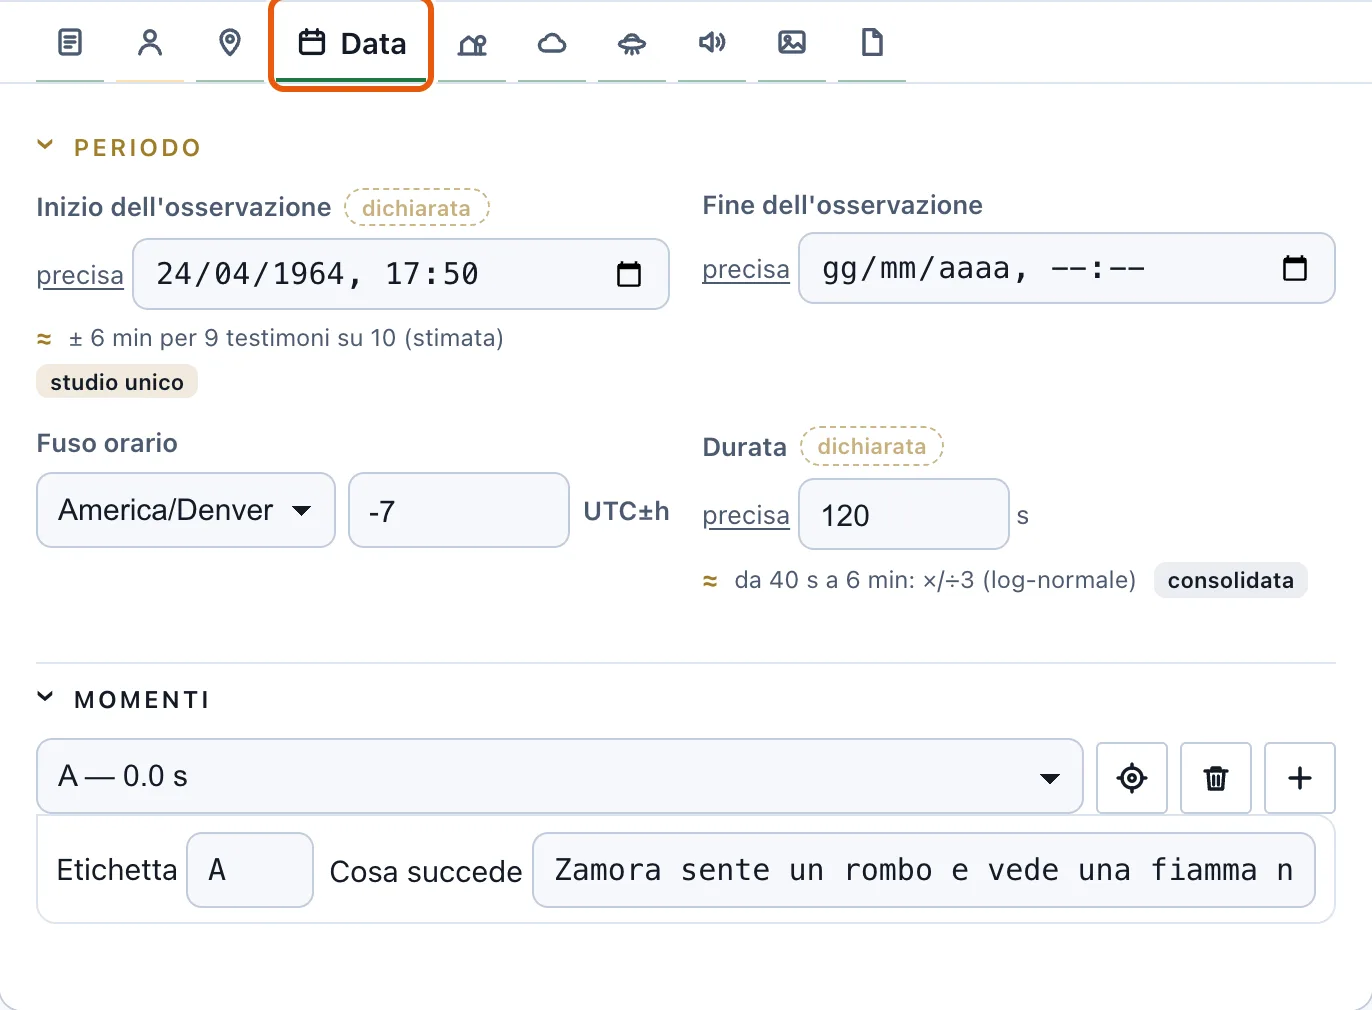 Data
PERIODO
Inizio dell'osservazione dichiarata
precisa 24/04/1964, 17:50
≈ ± 6 min per 9 testimoni su 10 (stimata)
studio unico
Fine dell'osservazione
precisa gg/mm/aaaa, --:--
Fuso orario
America/Denver -7 UTC±h
Durata dichiarata
precisa 120 s
≈ da 40 s a 6 min: ×/÷3 (log-normale) consolidata
MOMENTI
A — 0.0 s
Etichetta A Cosa succede Zamora sente un rombo e vede una fiamma n